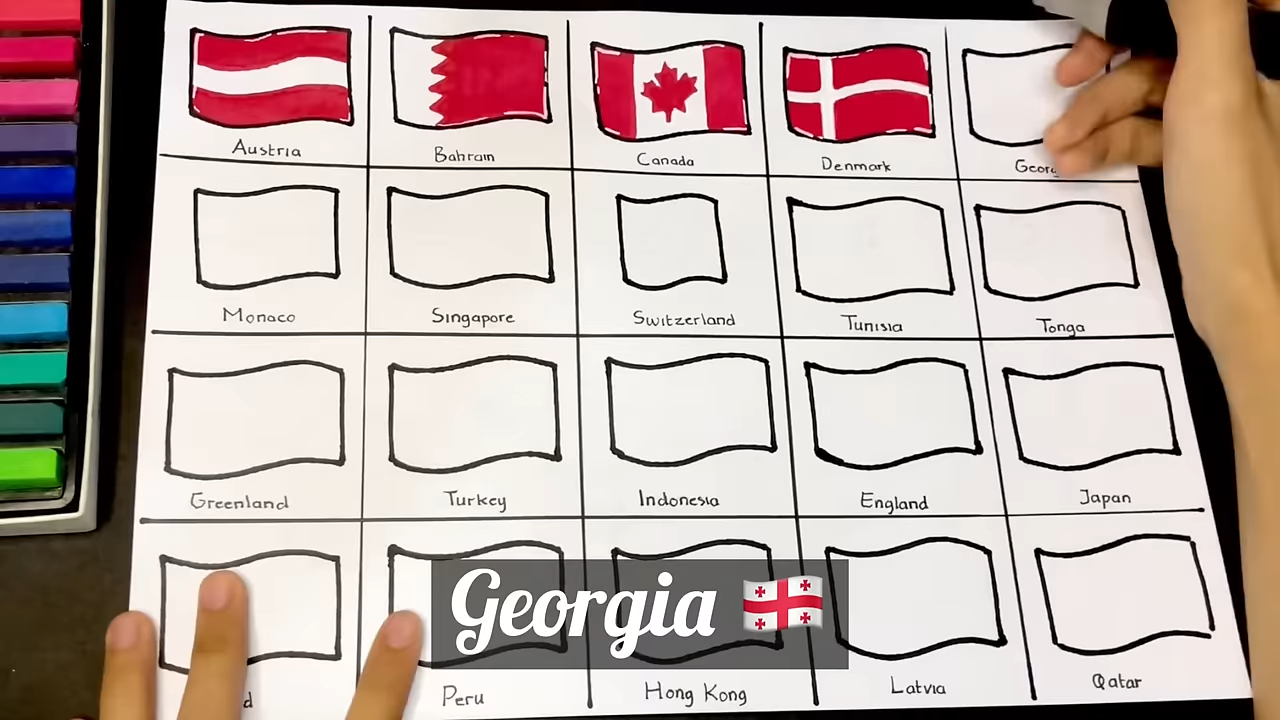 Austria
Bahrain
Canada
Denmark
Monaco
Singapore
Switzerland
Tunisia
Tonga
Greenland
Turkey
Indonesia
England
Japan
Georgia
Peru
Hong Kong
Latvia
Qatar